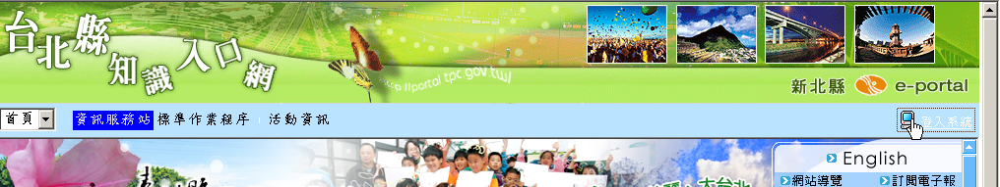 台北縣知識入口網
http://portal.tpc.gov.tw/
新北縣 e-portal
首頁 資訊服務站 標準作業程序 活動資訊 登入系統
English
網站導覽 訂閱電子報